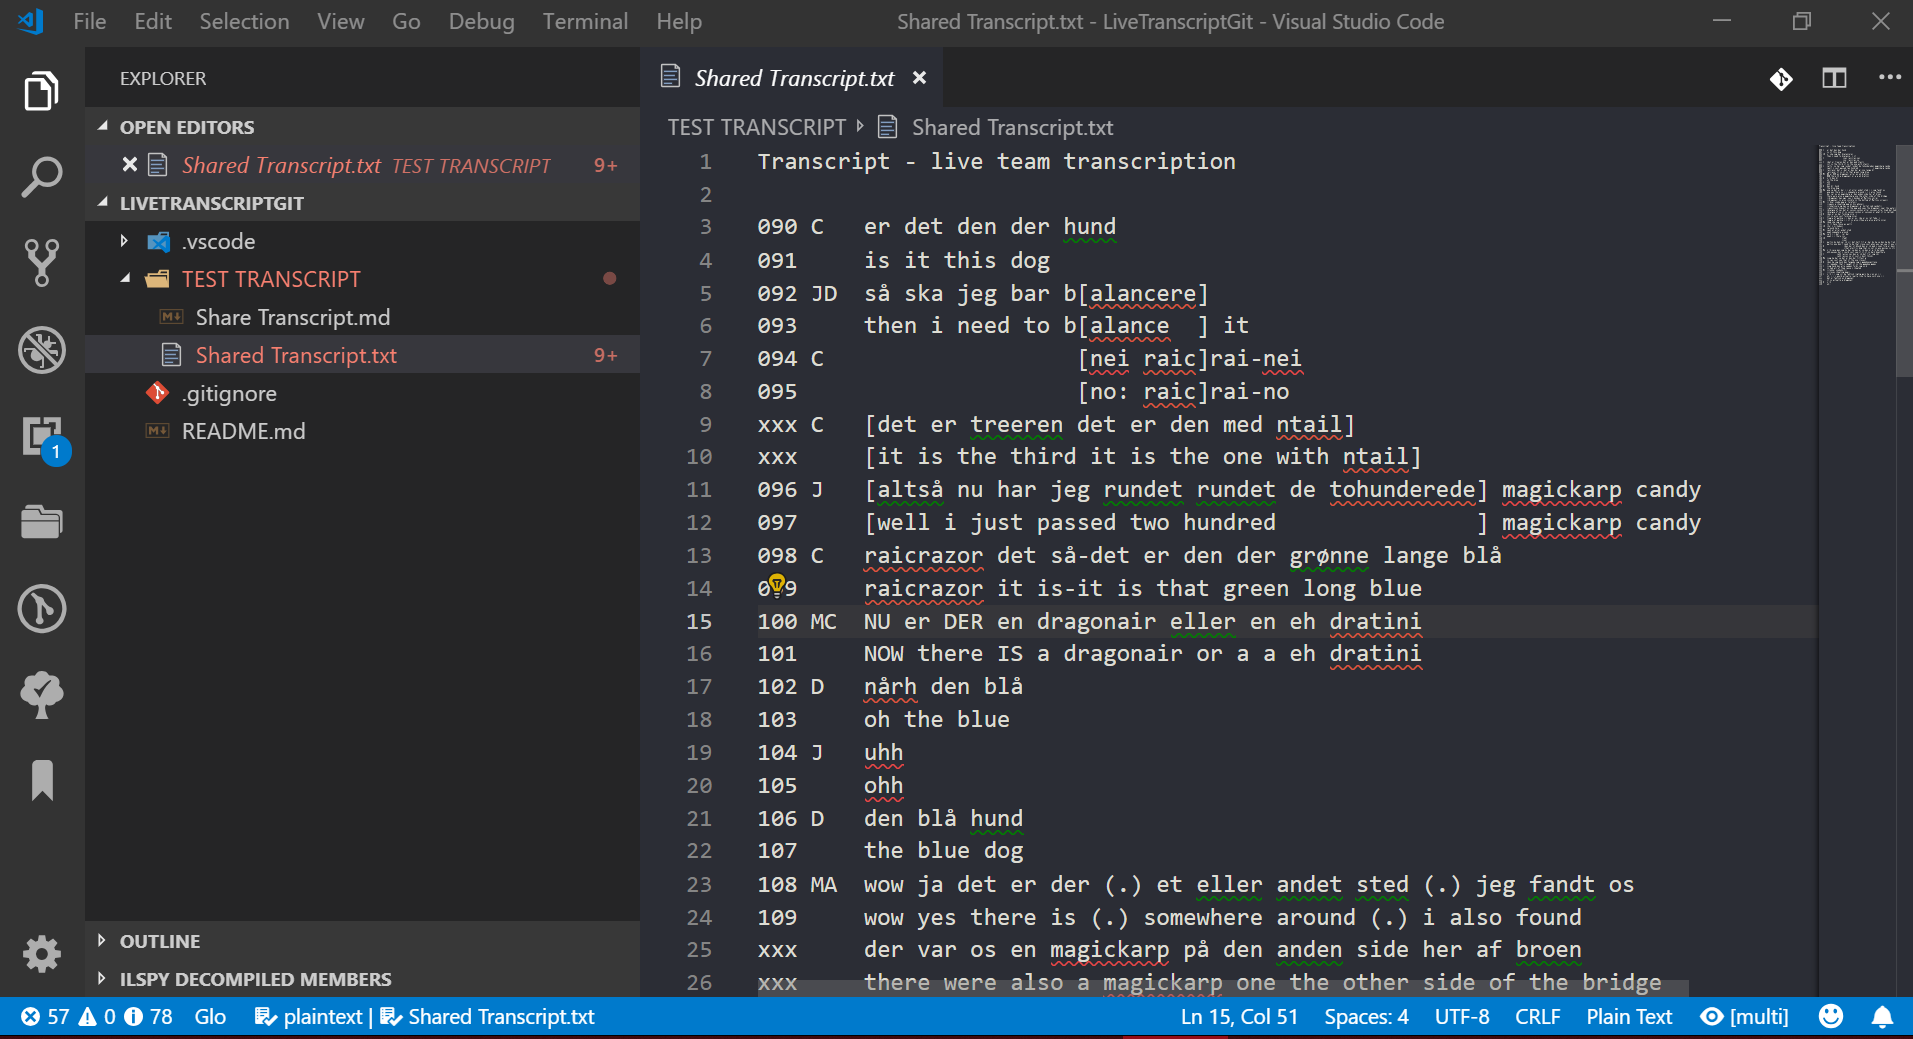 File Edit Selection View Go Debug Terminal Help Shared Transcript.txt - LiveTranscriptGit - Visual Studio Code
EXPLORER
OPEN EDITORS
Shared Transcript.txt TEST TRANSCRIPT 9+
LIVETRANSCRIPTGIT
.vscode
TEST TRANSCRIPT
M↓ Share Transcript.md
Shared Transcript.txt 9+
.gitignore
M↓ README.md
1
OUTLINE
ILSPY DECOMPILED MEMBERS
Shared Transcript.txt
TEST TRANSCRIPT Shared Transcript.txt
1 Transcript - live team transcription
2
3 090 C er det den der hund
4 091 is it this dog
5 092 JD så ska jeg bar b[alancere]
6 093 then i need to b[alance ] it
7 094 C [nei raic]rai-nei
8 095 [no: raic]rai-no
9 xxx C [det er treeren det er den med ntail]
10 xxx [it is the third it is the one with ntail]
11 096 J [altså nu har jeg rundet rundet de tohunderede] magickarp candy
12 097 [well i just passed two hundred ] magickarp candy
13 098 C raicrazor det så-det er den der grønne lange blå
14 099 raicrazor it is-it is that green long blue
15 100 MC NU er DER en dragonair eller en eh dratini
16 101 NOW there IS a dragonair or a a eh dratini
17 102 D nårh den blå
18 103 oh the blue
19 104 J uhh
20 105 ohh
21 106 D den blå hund
22 107 the blue dog
23 108 MA wow ja det er der (.) et eller andet sted (.) jeg fandt os
24 109 wow yes there is (.) somewhere around (.) i also found
25 xxx der var os en magickarp på den anden side her af broen
26 xxx there were also a magickarp one the other side of the bridge
57 0 78 Glo plaintext | Shared Transcript.txt Ln 15, Col 51 Spaces: 4 UTF-8 CRLF Plain Text [multi]